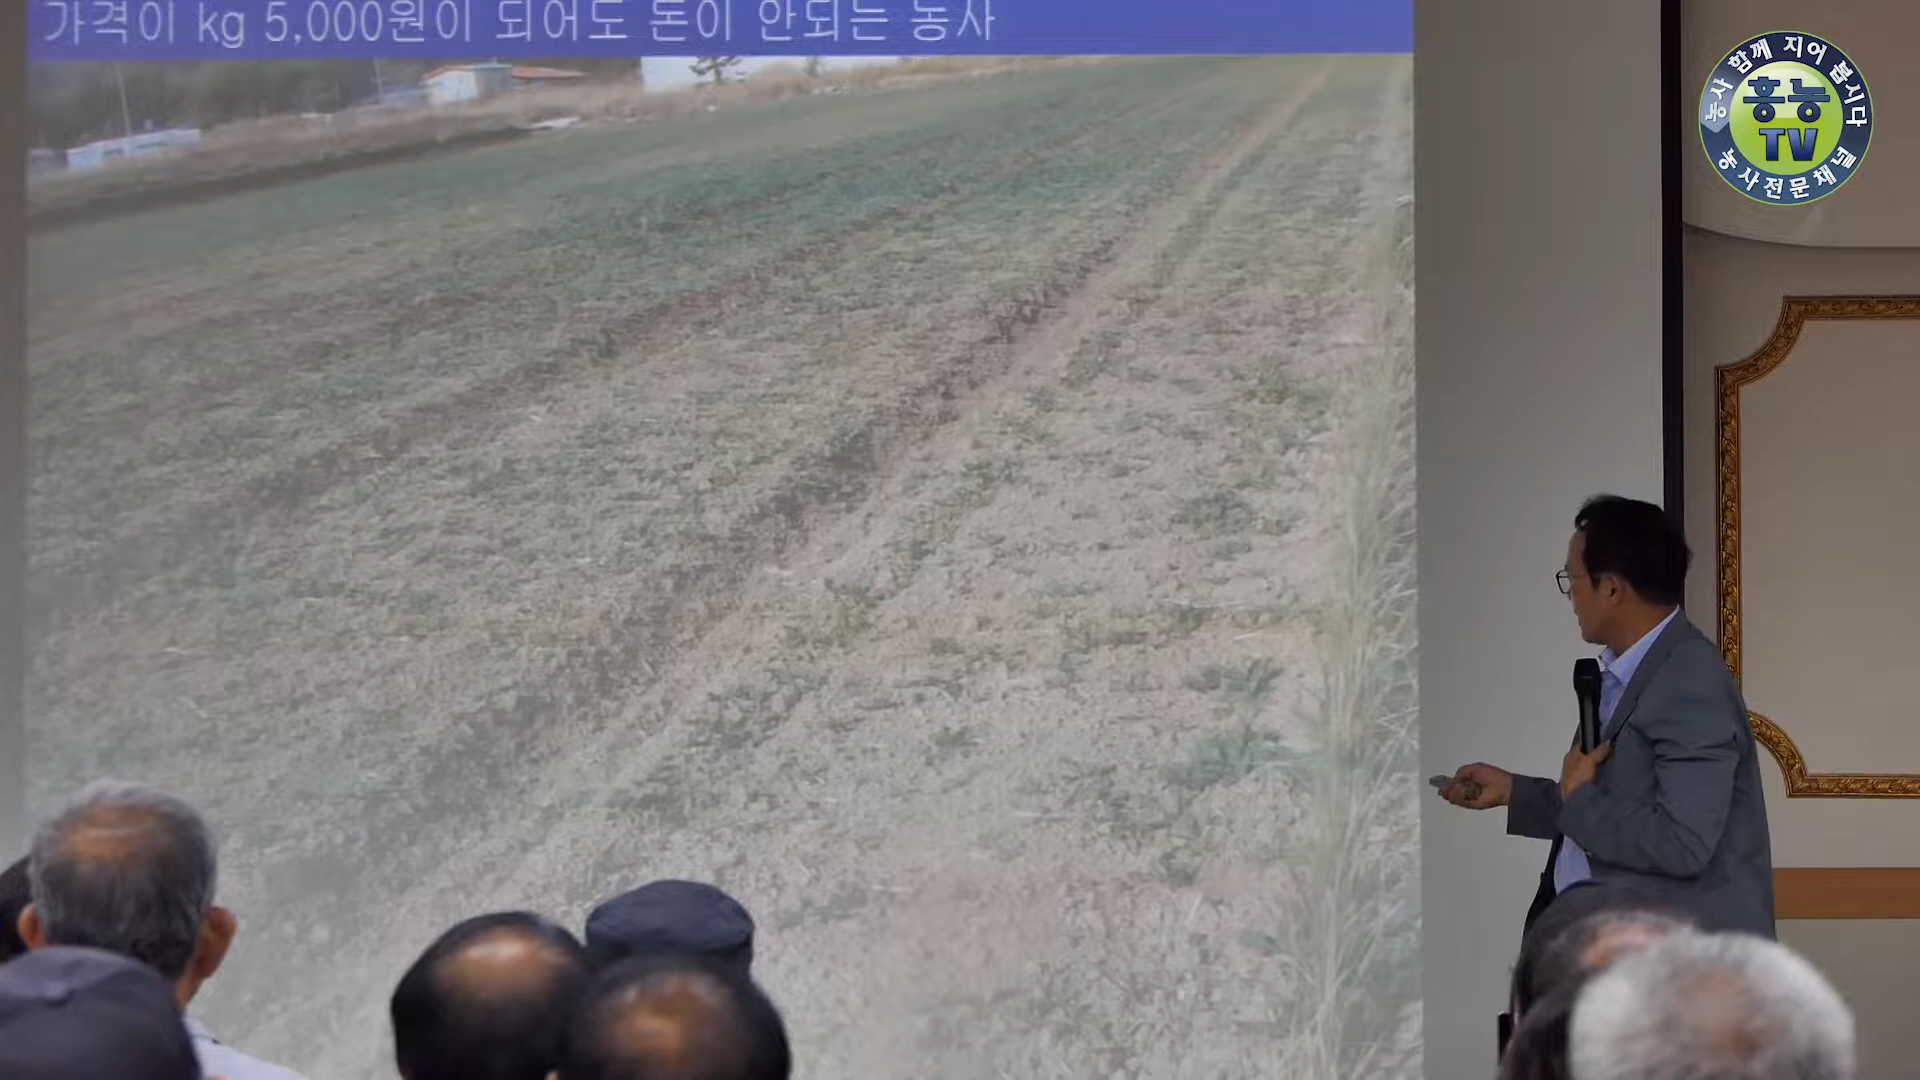 가격이 kg 5,000원이 되어도 돈이 안되는 농사
농사 함께 지어 봅시다
흥농
TV
농사전문채널